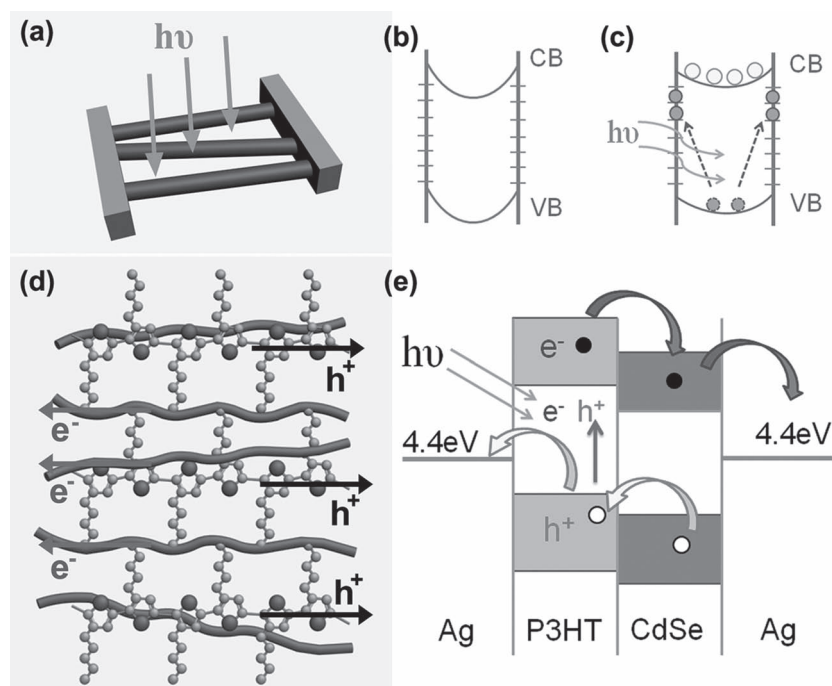 (a)
hυ
(b)
CB
VB
(c)
CB
hυ
VB
(d)
h⁺
e⁻
e⁻
h⁺
e⁻
h⁺
(e)
e⁻
hυ
e⁻ h⁺
4.4eV
4.4eV
h⁺
Ag P3HT CdSe Ag